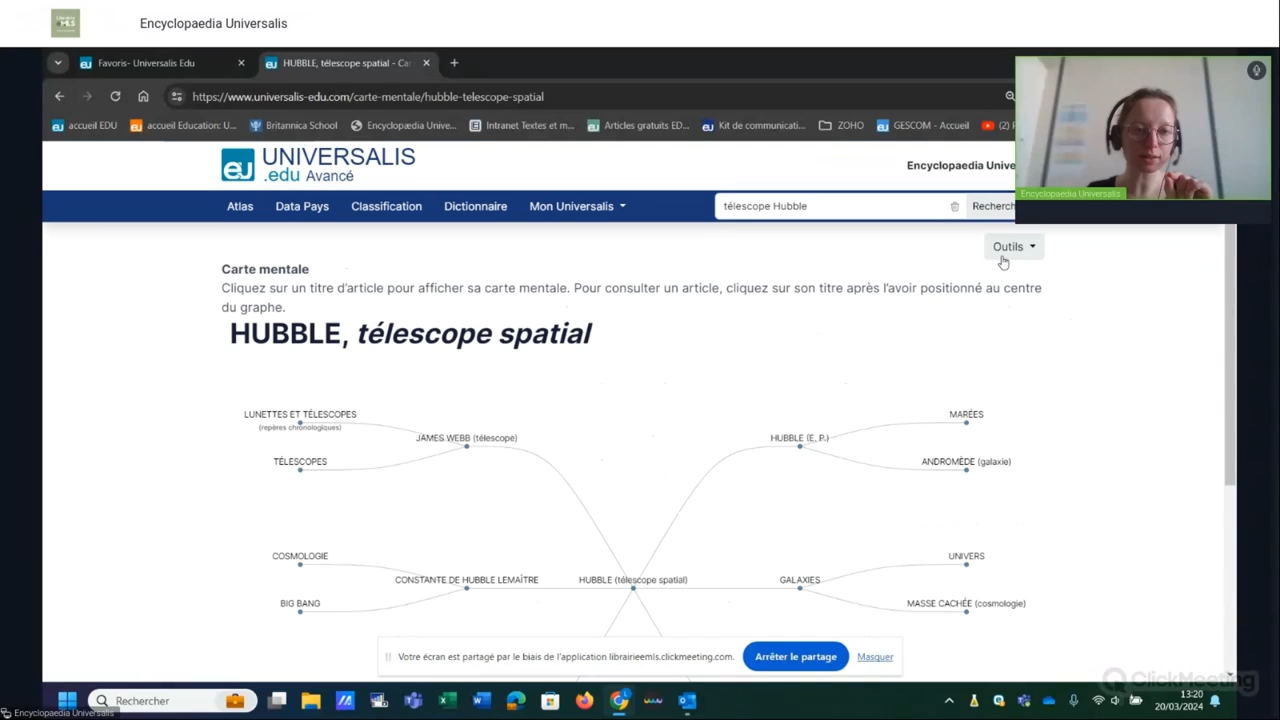 Encyclopaedia Universalis
Favoris- Universalis Edu
HUBBLE, télescope spatial - Car
https://www.universalis-edu.com/carte-mentale/hubble-telescope-spatial
accueil EDU
accueil Education: U...
Britannica School
Encyclopædia Unive...
Intranet Textes et m...
Articles gratuits ED...
Kit de communicati...
ZOHO
GESCOM - Accueil
Encyclopaedia Universalis
eu UNIVERSALIS
.edu Avancé
Encyclopaedia Unive
Atlas Data Pays Classification Dictionnaire Mon Universalis
télescope Hubble
Recherch
Outils
Carte mentale
Cliquez sur un titre d'article pour afficher sa carte mentale. Pour consulter un article, cliquez sur son titre après l'avoir positionné au centre
du graphe.
HUBBLE, télescope spatial
LUNETTES ET TÉLESCOPES
(repères chronologiques)
JAMES WEBB (télescope)
TÉLESCOPES
HUBBLE (E. P.)
MARÉES
ANDROMÈDE (galaxie)
COSMOLOGIE
CONSTANTE DE HUBBLE LEMAÎTRE
BIG BANG
HUBBLE (télescope spatial)
GALAXIES
UNIVERS
MASSE CACHÉE (cosmologie)
Votre écran est partagé par le biais de l'application librairieemls.clickmeeting.com.
Arrêter le partage
Masquer
ClickMeeting
Rechercher
13:20
20/03/2024
Encyclopaedia Universalis